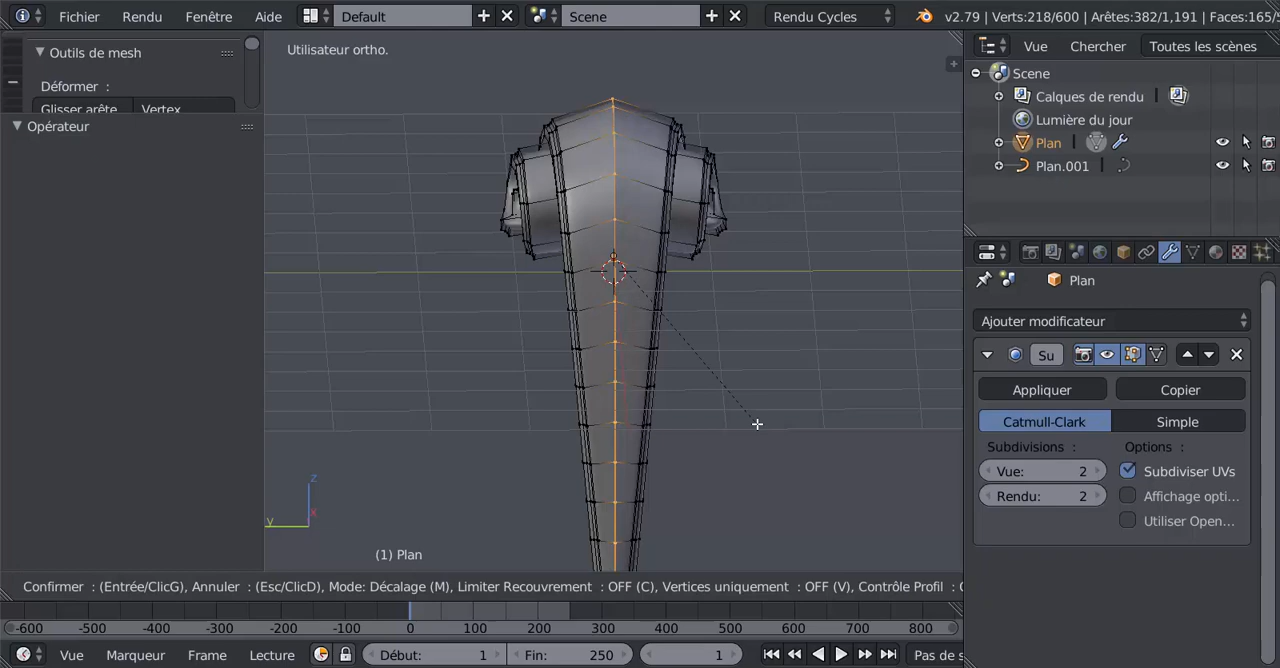 Fichier Rendu Fenêtre Aide Default Scene Rendu Cycles v2.79 | Verts:218/600 | Arêtes:382/1,191 | Faces:165/5
Outils de mesh
Déformer :
Glisser arête Vertex
Opérateur
Utilisateur ortho.
z
x
y
(1) Plan
Confirmer : (Entrée/ClicG), Annuler : (Esc/ClicD), Mode: Décalage (M), Limiter Recouvrement : OFF (C), Vertices uniquement : OFF (V), Contrôle Profil : O
-600 -500 -400 -300 -200 -100 0 100 200 300 400 500 600 700 800
Vue Marqueur Frame Lecture Début: 1 Fin: 250 1 Pas de s
Vue Chercher Toutes les scènes
Scene
Calques de rendu
Lumière du jour
Plan
Plan.001
Plan
Ajouter modificateur
Su
Appliquer Copier
Catmull-Clark Simple
Subdivisions : Options :
Vue: 2 Subdiviser UVs
Rendu: 2 Affichage opti...
Utiliser Open...